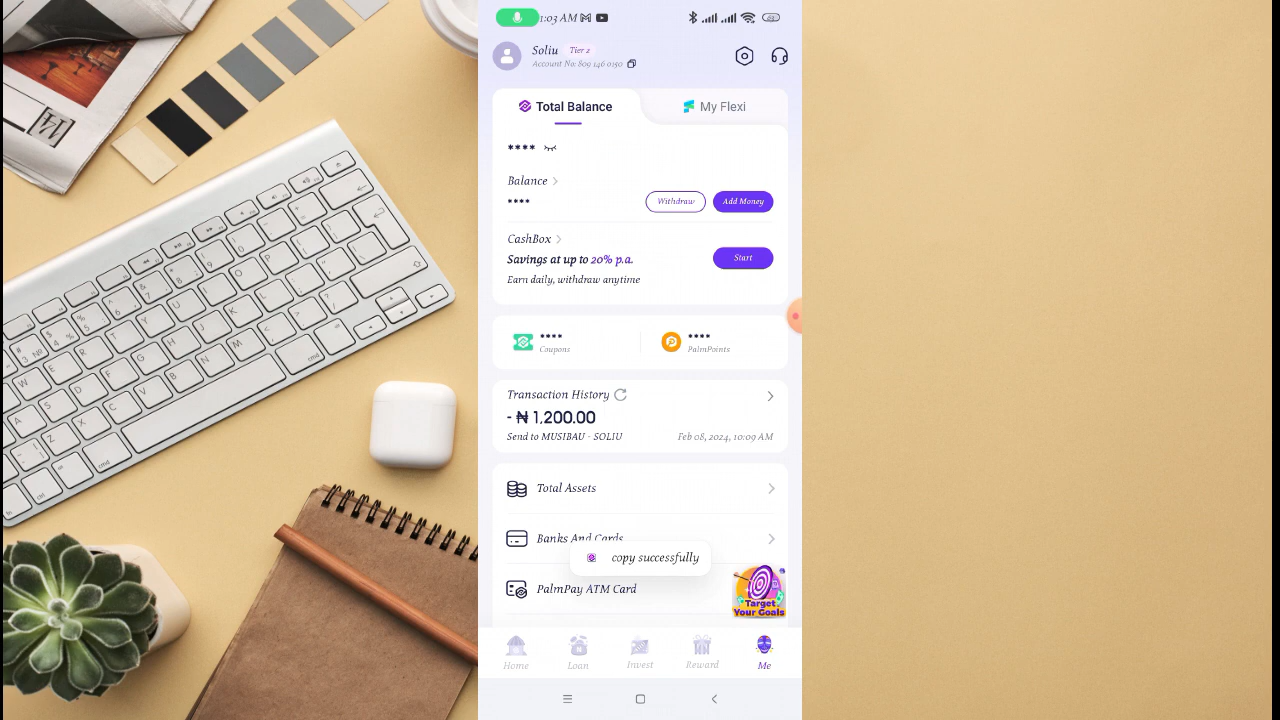 1:03 AM
Soliu Tier 2
Account No: 809 146 0150
Total Balance
My Flexi
****
Balance
****
Withdraw
Add Money
CashBox
Savings at up to 20% p.a.
Start
Earn daily, withdraw anytime
****
Coupons
****
PalmPoints
Transaction History
- ₦ 1,200.00
Send to MUSIBAU - SOLIU
Feb 08, 2024, 10:09 AM
Total Assets
Banks And Cards
copy successfully
PalmPay ATM Card
Target
Your Goals
Home
Loan
Invest
Reward
Me